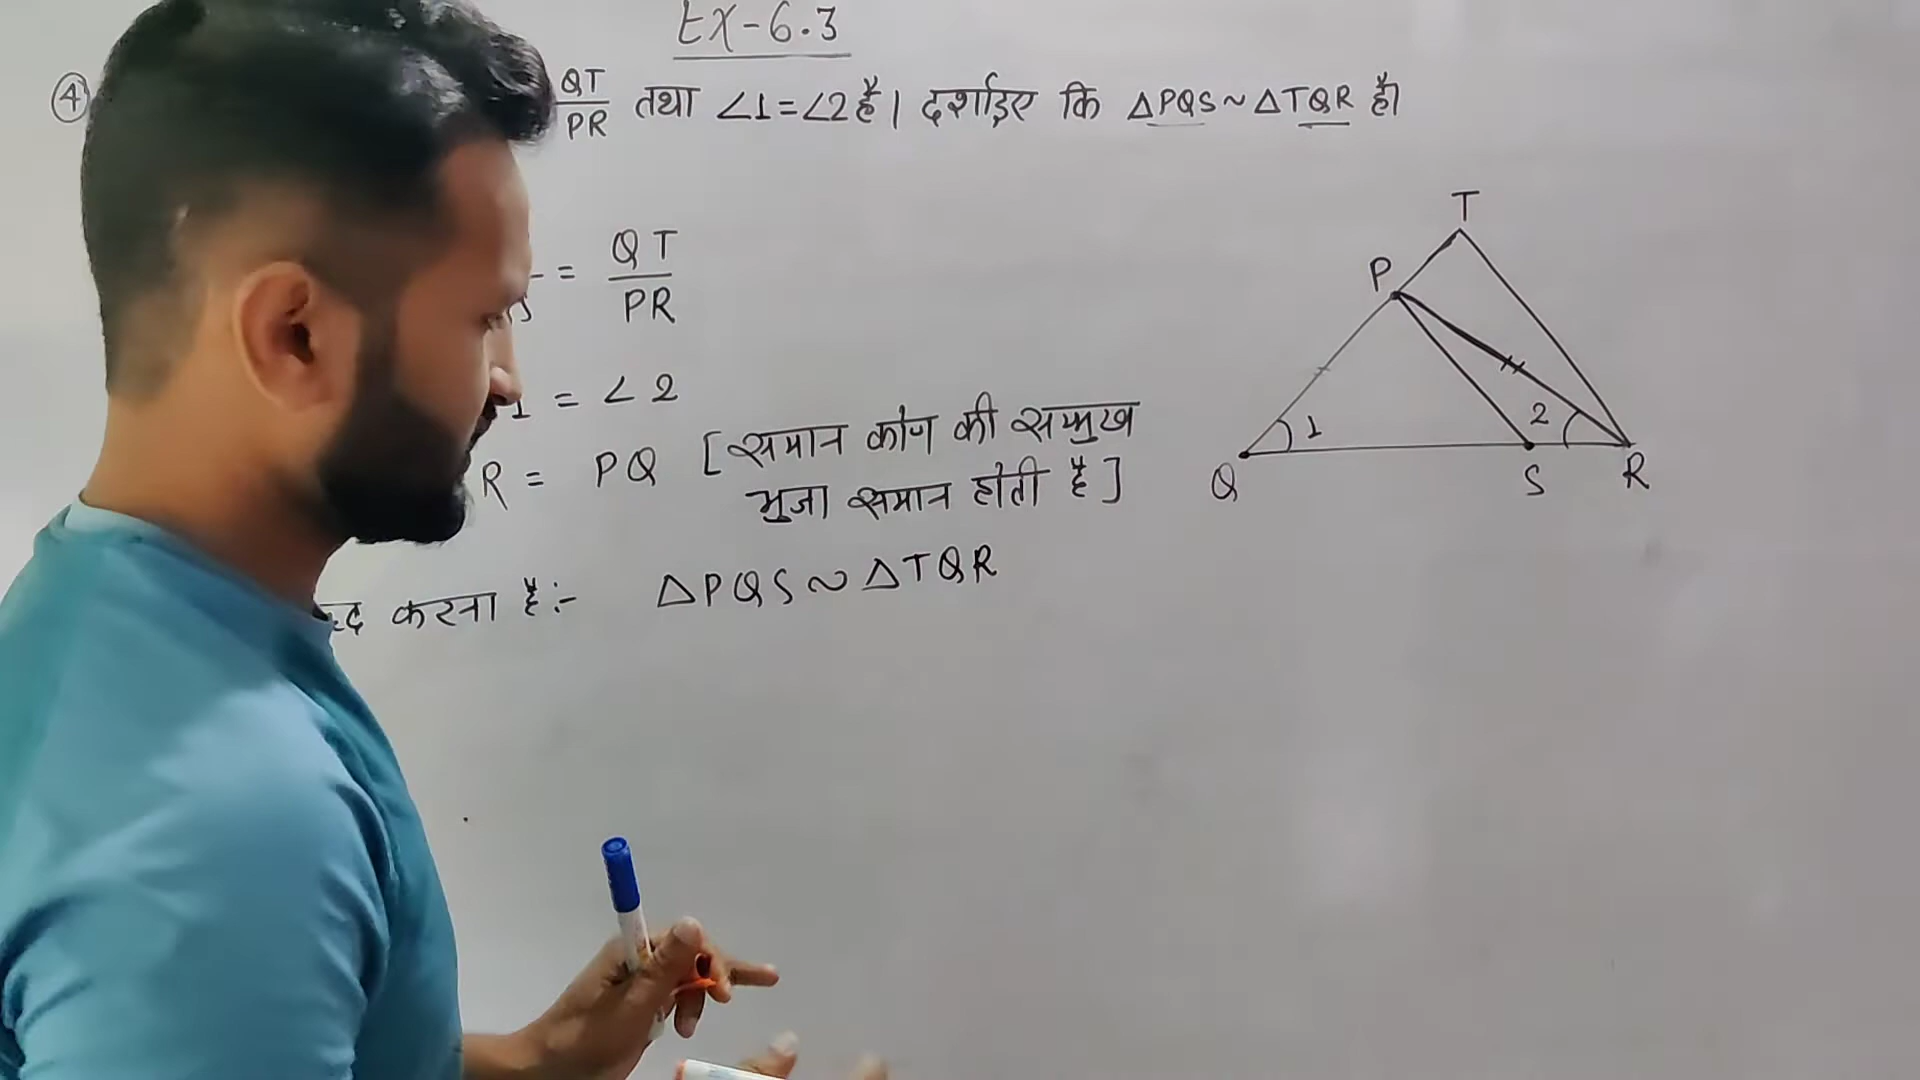 Ex-6.3
④ QT/PR तथा ∠1=∠2 है। दर्शाइए कि ΔPQS ~ ΔTQR है।
= QT/PR
1 = ∠2
R = PQ [समान कोण की सम्मुख
भुजा समान होती है]
करना है:- ΔPQS ~ ΔTQR
T
P
1
2
Q
S
R